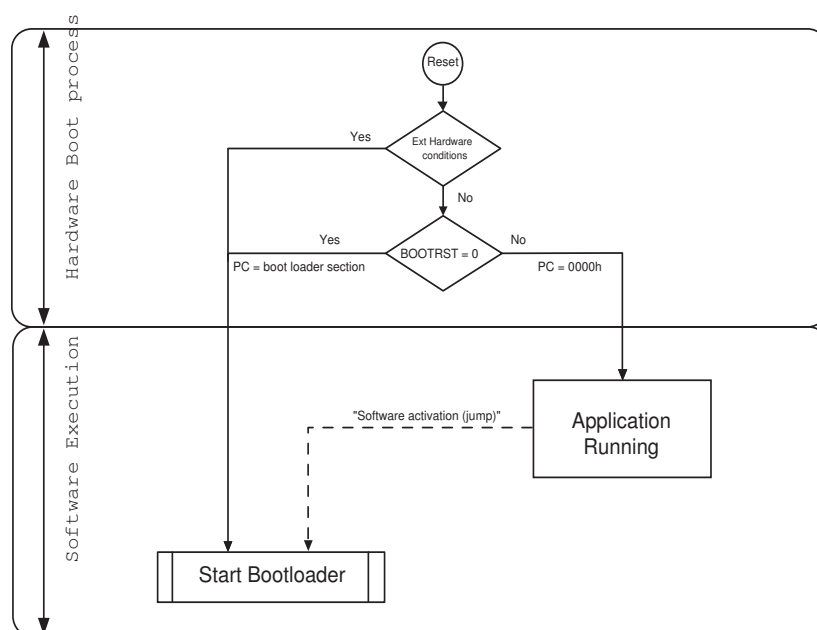 Hardware Boot process
Reset
Ext Hardware
conditions
Yes
No
BOOTRST = 0
Yes
No
PC = boot loader section
PC = 0000h
Software Execution
Application
Running
"Software activation (jump)"
Start Bootloader